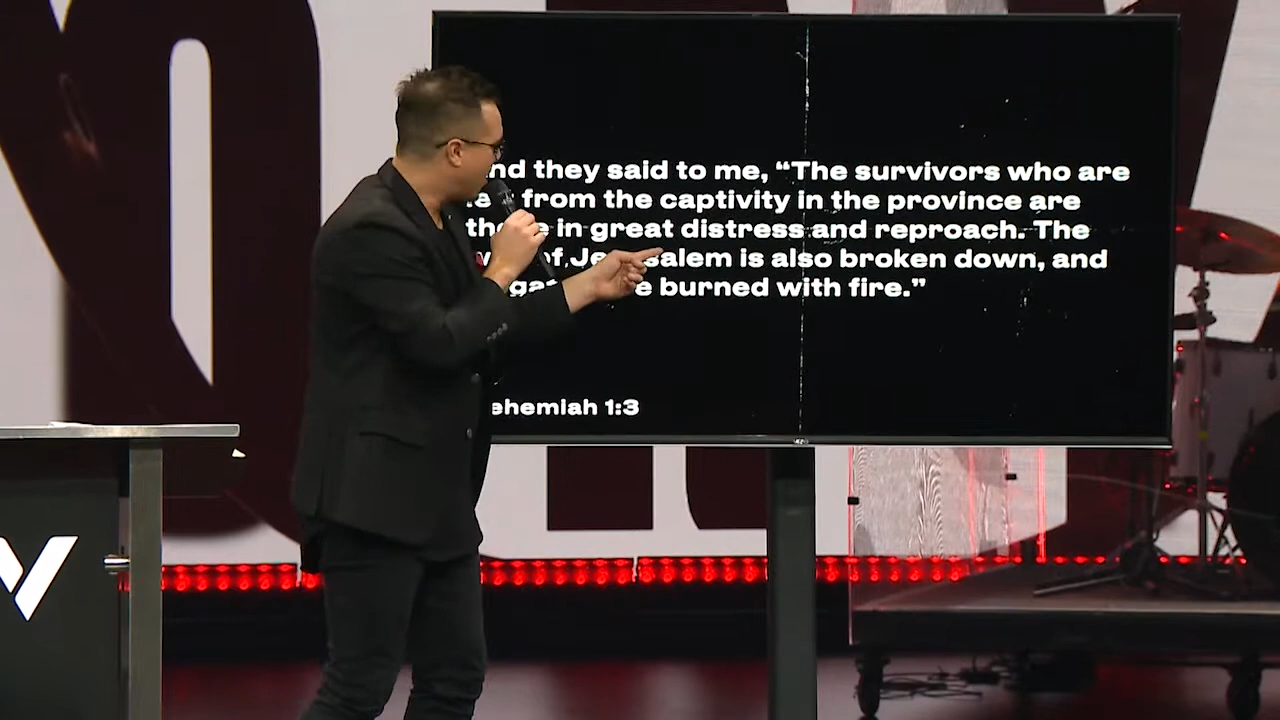 nd they said to me, “The survivors who are
from the captivity in the province are
in great distress and reproach. The
salem is also broken down, and
burned with fire.”
ehemiah 1:3